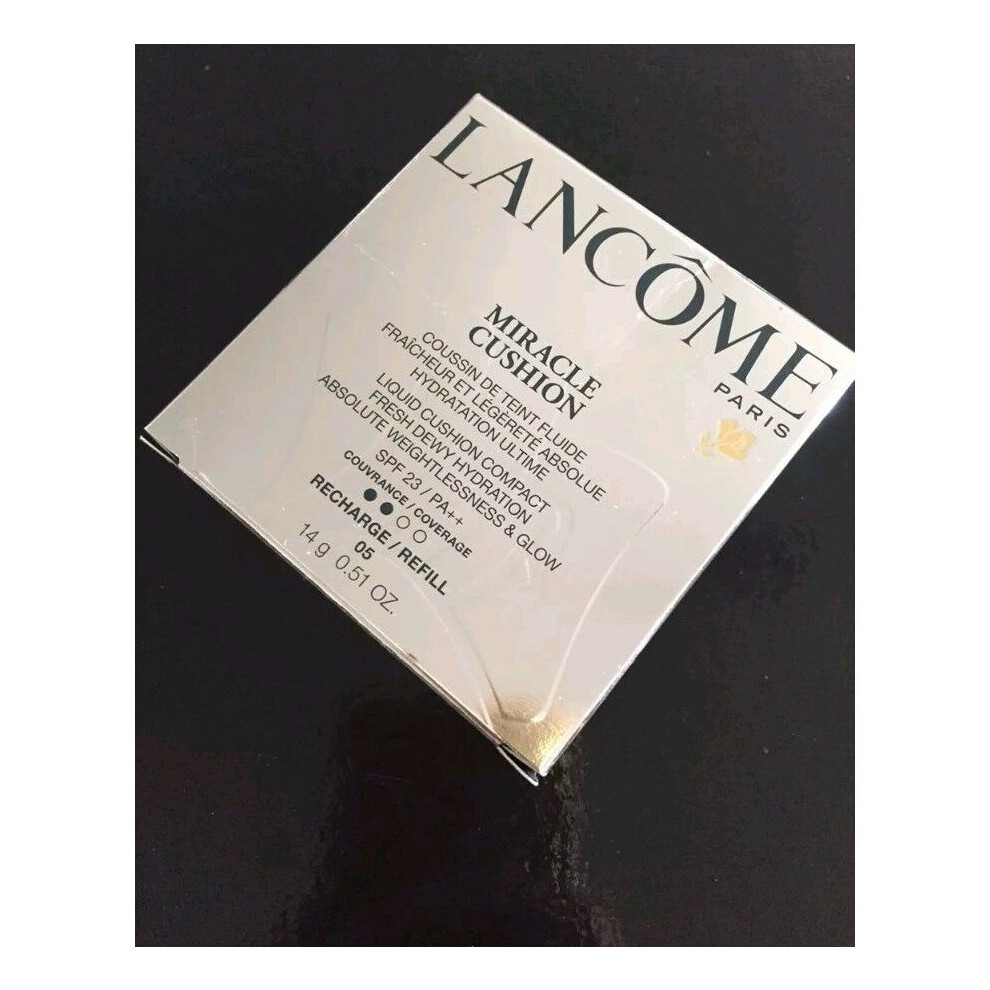 LANCÔME
PARIS
MIRACLE
CUSHION
COUSSIN DE TEINT FLUIDE
FRAÎCHEUR ET LÉGÈRETÉ ABSOLUE
HYDRATATION ULTIME
LIQUID CUSHION COMPACT
FRESH DEWY HYDRATION
ABSOLUTE WEIGHTLESSNESS & GLOW
SPF 23 / PA++
COUVRANCE / COVERAGE
RECHARGE / REFILL
05
14 g 0.51 OZ.